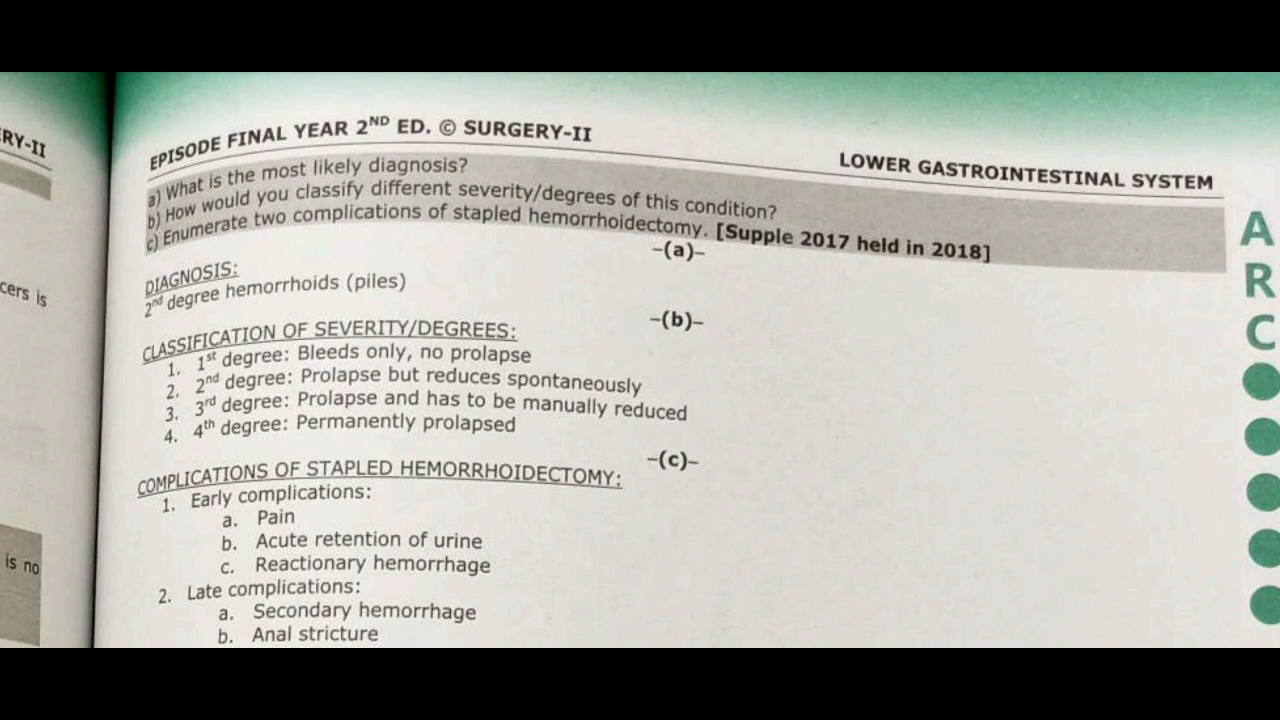 ERY-II
cers is
is no
EPISODE FINAL YEAR 2ND ED. © SURGERY-II
LOWER GASTROINTESTINAL SYSTEM
a) What is the most likely diagnosis?
b) How would you classify different severity/degrees of this condition?
c) Enumerate two complications of stapled hemorrhoidectomy. [Supple 2017 held in 2018]
–(a)–
DIAGNOSIS:
2nd degree hemorrhoids (piles)
–(b)–
CLASSIFICATION OF SEVERITY/DEGREES:
1. 1st degree: Bleeds only, no prolapse
2. 2nd degree: Prolapse but reduces spontaneously
3. 3rd degree: Prolapse and has to be manually reduced
4. 4th degree: Permanently prolapsed
–(c)–
COMPLICATIONS OF STAPLED HEMORRHOIDECTOMY:
1. Early complications:
a. Pain
b. Acute retention of urine
c. Reactionary hemorrhage
2. Late complications:
a. Secondary hemorrhage
b. Anal stricture
A
R
C